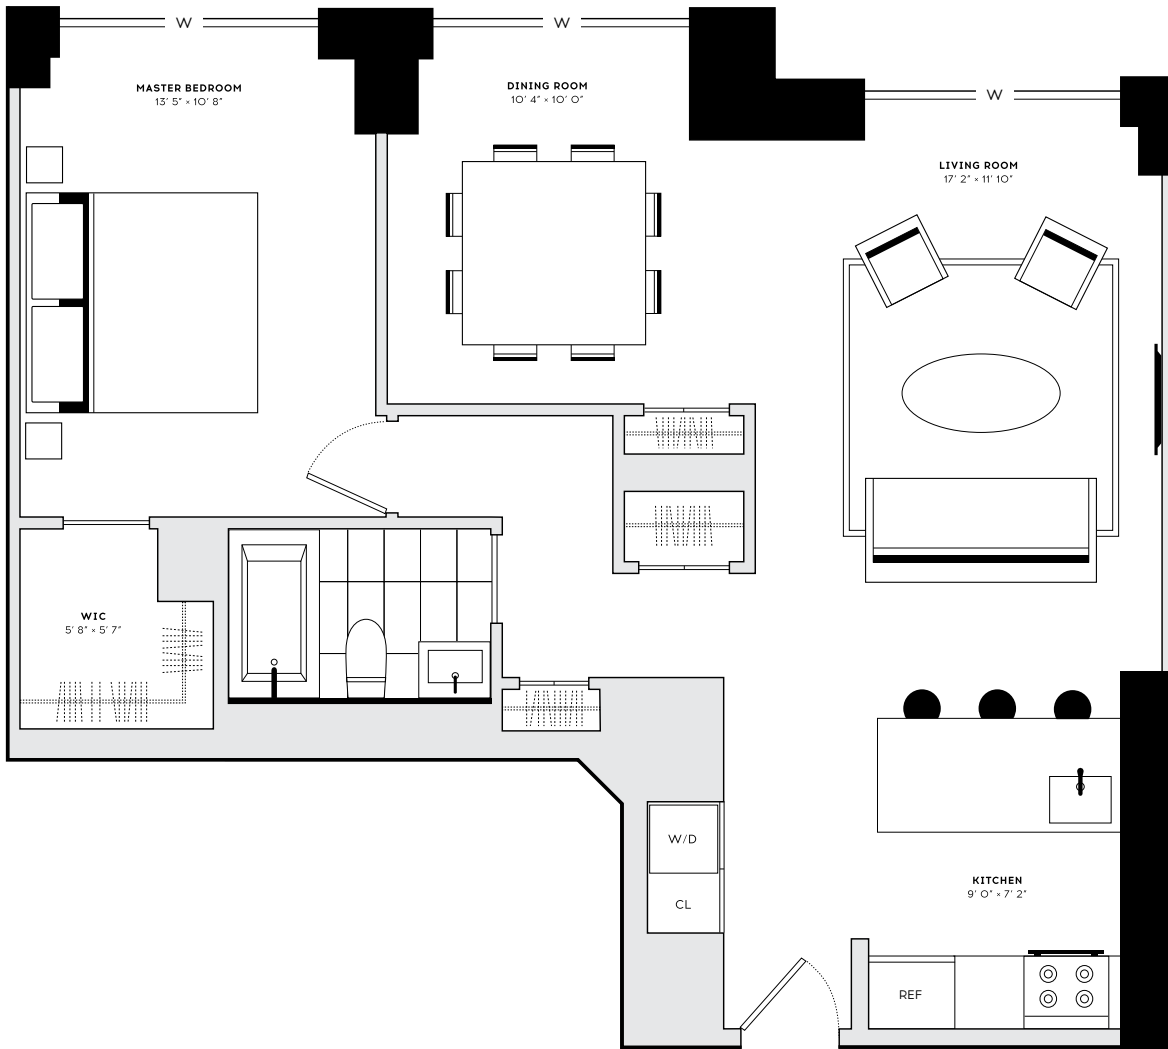 W
W
W
MASTER BEDROOM
13' 5" × 10' 8"
DINING ROOM
10' 4" × 10' 0"
LIVING ROOM
17' 2" × 11' 10"
WIC
5' 8" × 5' 7"
W/D
CL
KITCHEN
9' 0" × 7' 2"
REF